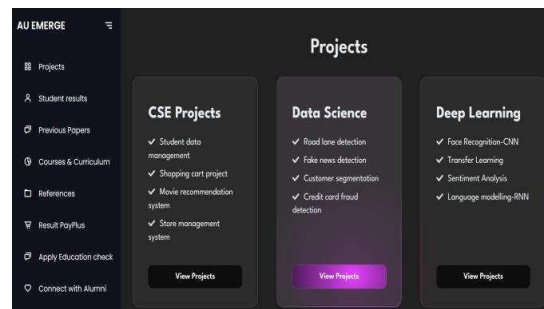 AU EMERGE
Projects
Student results
Previous Papers
Courses & Curriculum
References
Result PayPlus
Apply Education check
Connect with Alumni
Projects
CSE Projects
✔ Student data
management
✔ Shopping cart project
✔ Movie recommendation
system
✔ Store management
system
View Projects
Data Science
✔ Road lane detection
✔ Fake news detection
✔ Customer segmentation
✔ Credit card fraud
detection
View Projects
Deep Learning
✔ Face Recognition-CNN
✔ Transfer Learning
✔ Sentiment Analysis
✔ Language modelling-RNN
View Projects